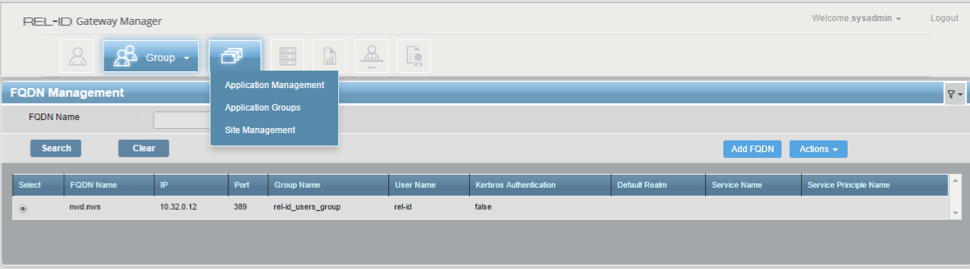 REL-ID Gateway Manager
Welcome,sysadmin
Logout
Group
Application Management
Application Groups
Site Management
FQDN Management
FQDN Name :
Search Clear Add FQDN Actions
Select FQDN Name IP Port Group Name User Name Kerbros Authentication Default Realm Service Name Service Principle Name
nwd.nws 10.32.0.12 389 rel-id_users_group rel-id false